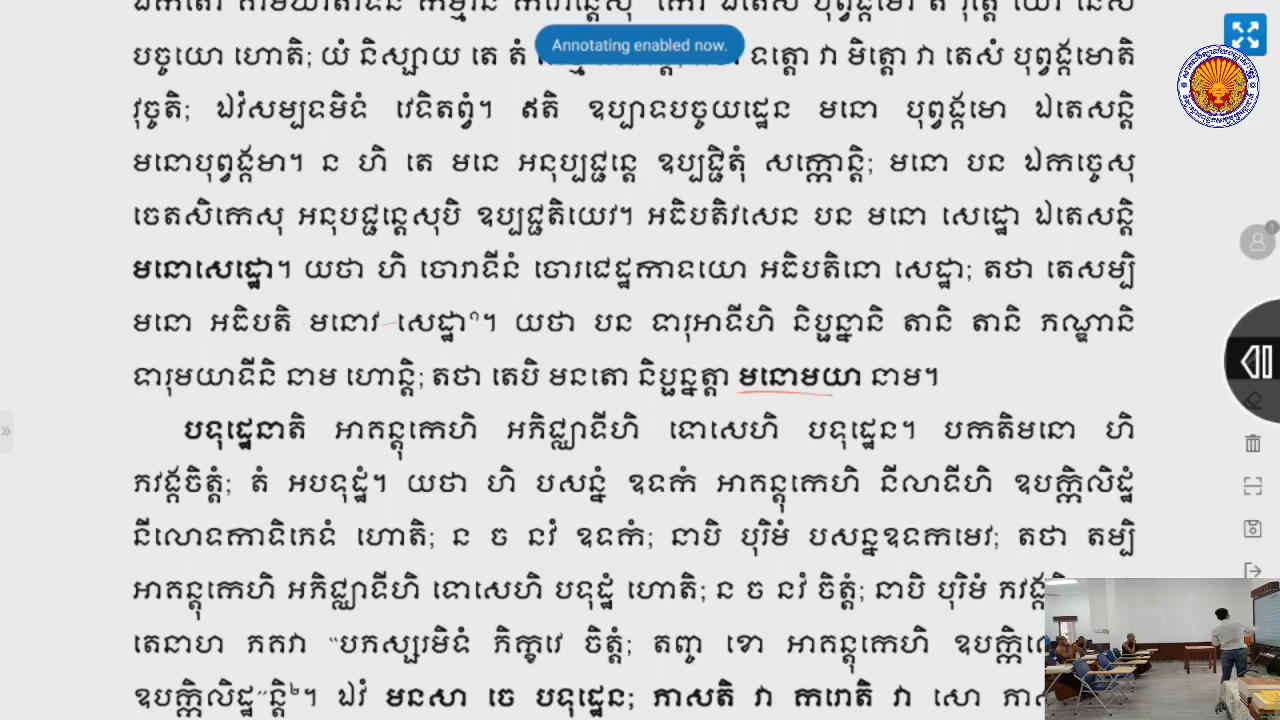 បច្ចយោ ហោតិ; យំ និស្សាយ តេ តំ ទត្តោ វា មិត្តោ វា តេសំ បុព្វង្គមោតិ
Annotating enabled now.
វុច្ចតិ; ឯវំសម្បទមិទំ វេទិតព្វំ។ ឥតិ ឧប្បាទបច្ចយដ្ឋេន មនោ បុព្វង្គមោ ឯតេសន្តិ
មនោបុព្វង្គមា។ ន ហិ តេ មនេ អនុប្បជ្ជន្តេ ឧប្បជ្ជិតុំ សក្កោន្តិ; មនោ បន ឯកច្ចេសុ
ចេតសិកេសុ អនុបជ្ជន្តេសុបិ ឧប្បជ្ជតិយេវ។ អធិបតិវសេន បន មនោ សេដ្ឋោ ឯតេសន្តិ
មនោសេដ្ឋោ។ យថា ហិ ចោរាទីនំ ចោរជេដ្ឋកាទយោ អធិបតិនោ សេដ្ឋា; តថា តេសម្បិ
មនោ អធិបតិ មនោវ សេដ្ឋា១។ យថា បន ទារុអាទីហិ និប្ផន្នានិ តានិ តានិ ភណ្ឌានិ
ទារុមយាទីនិ នាម ហោន្តិ; តថា តេបិ មនតោ និប្ផន្នត្តា មនោមយា នាម។
បទុដ្ឋេនាតិ អាគន្តុកេហិ អភិជ្ឈាទីហិ ទោសេហិ បទុដ្ឋេន។ បកតិមនោ ហិ
ភវង្គចិត្តំ; តំ អបទុដ្ឋំ។ យថា ហិ បសន្នំ ឧទកំ អាគន្តុកេហិ នីលាទីហិ ឧបក្កិលិដ្ឋំ
នីលោទកាទិភេទំ ហោតិ; ន ច នវំ ឧទកំ; នាបិ បុរិមំ បសន្នឧទកមេវ; តថា តម្បិ
អាគន្តុកេហិ អភិជ្ឈាទីហិ ទោសេហិ បទុដ្ឋំ ហោតិ; ន ច នវំ ចិត្តំ; នាបិ បុរិមំ
តេនាហ ភគវា "បភស្សរមិទំ ភិក្ខវេ ចិត្តំ; តញ្ច ខោ អាគន្តុកេហិ
ឧបក្កិលិដ្ឋ"ន្តិ២។ ឯវំ មនសា ចេ បទុដ្ឋេន; ភាសតិ វា ករោតិ វា សោ